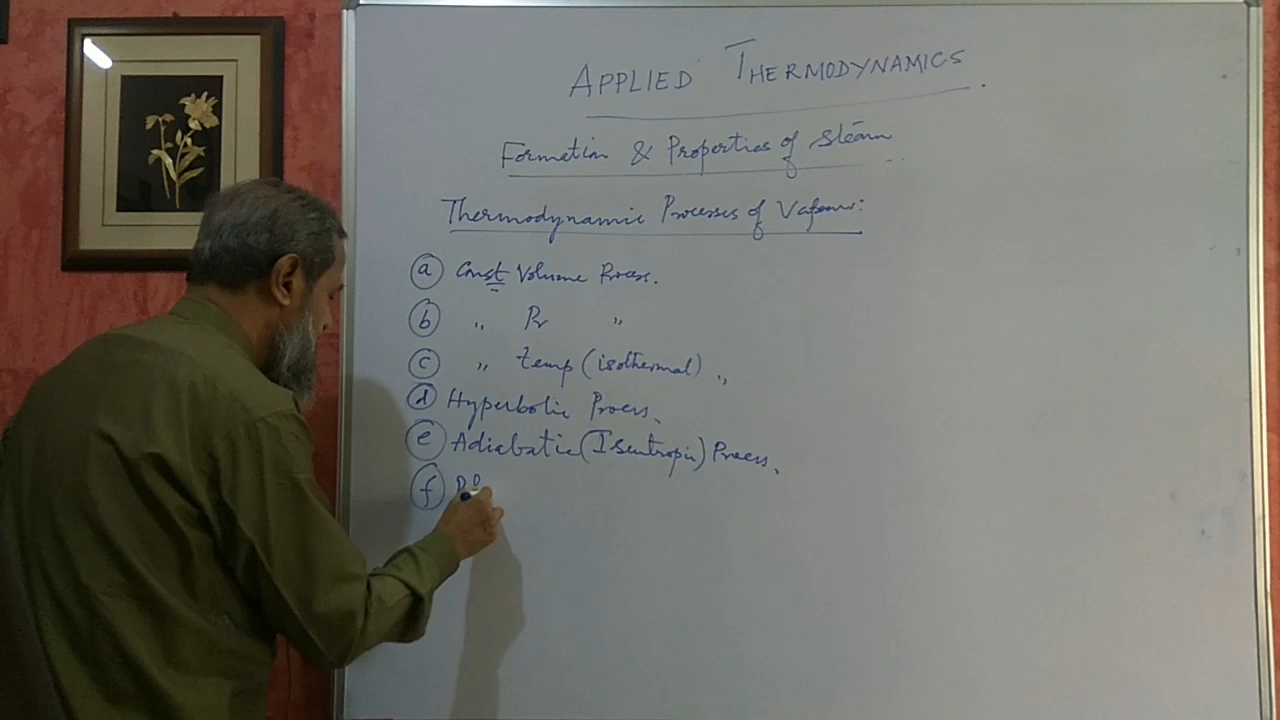 APPLIED THERMODYNAMICS.
Formation & Properties of Steam
Thermodynamic Processes of Vapour:
(a) Const Volume Process.
(b) " Pr "
(c) " temp (isothermal) "
(d) Hyperbolic Process.
(e) Adiabatic (Isentropic) Process.
(f)